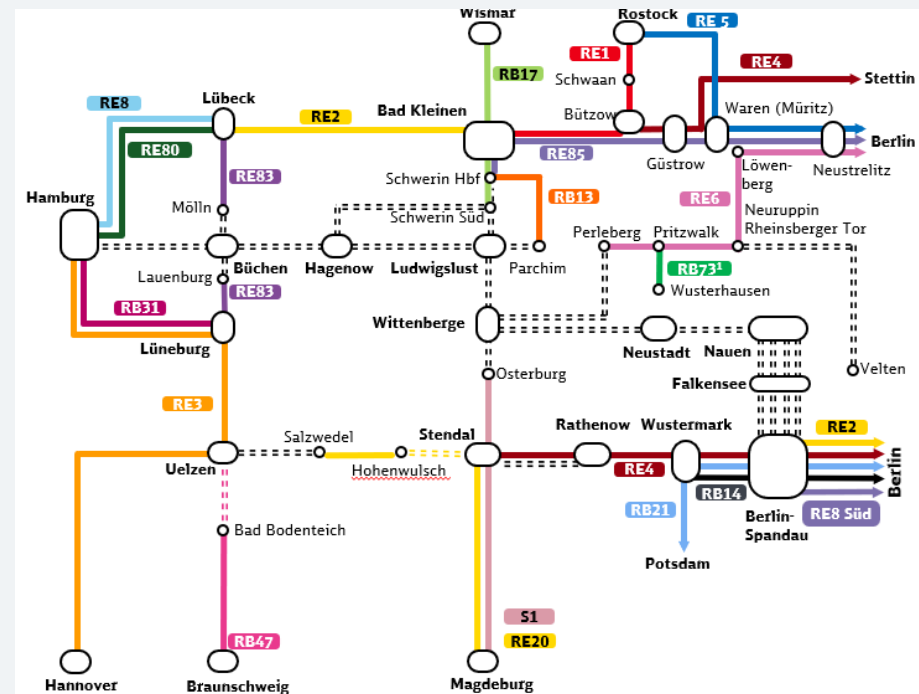 Wismar
Rostock
RE 5
RE1
RE4
RB17
Schwaan
Stettin
RE8
Lübeck
RE2
Bad Kleinen
Bützow
Waren (Müritz)
RE80
RE85
Berlin
Güstrow
Löwen-
berg
Neustrelitz
RE83
Schwerin Hbf
Hamburg
RB13
RE6
Mölln
Schwerin Süd
Neuruppin
Rheinsberger Tor
Perleberg
Pritzwalk
Büchen
Hagenow
Ludwigslust
Parchim
RB73¹
Lauenburg
Wusterhausen
RE83
RB31
Wittenberge
Lüneburg
Neustadt
Nauen
Osterburg
Falkensee
Velten
RE3
RE2
Salzwedel
Stendal
Rathenow
Wustermark
Uelzen
Hohenwulsch
RE4
Berlin
RB14
RB21
Berlin-
Spandau
RE8 Süd
Bad Bodenteich
Potsdam
S1
RB47
RE20
Hannover
Braunschweig
Magdeburg